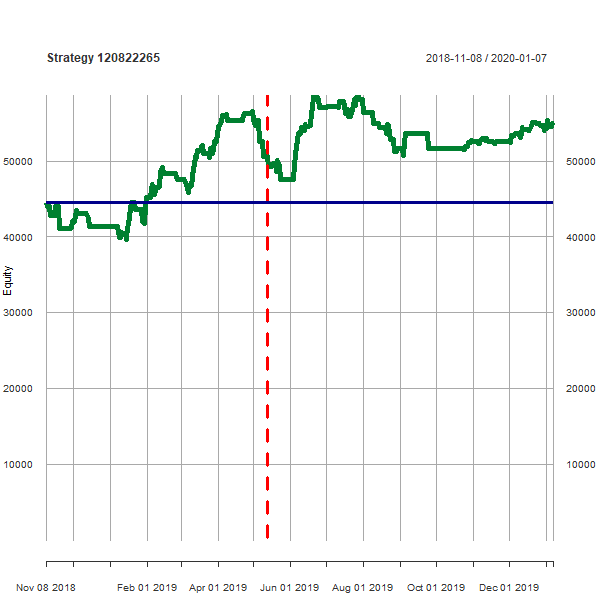 Strategy 120822265
2018-11-08 / 2020-01-07
50000 50000
40000 40000
Equity
30000 30000
20000 20000
10000 10000
Nov 08 2018 Feb 01 2019 Apr 01 2019 Jun 01 2019 Aug 01 2019 Oct 01 2019 Dec 01 2019